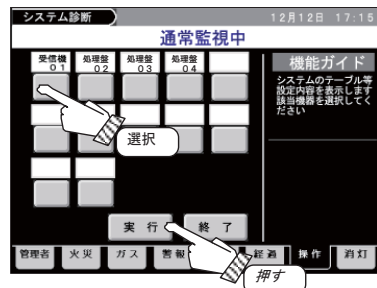 システム診断
12月12日 17:15
通常監視中
受信機 処理盤 処理盤 処理盤
01 02 03 04
機能ガイド
システムのテーブル等
設定内容を表示します
該当機器を選択してく
ださい
選択
実 行 終 了
管理者 火災 ガス 警報 経過 操作 消灯
押す